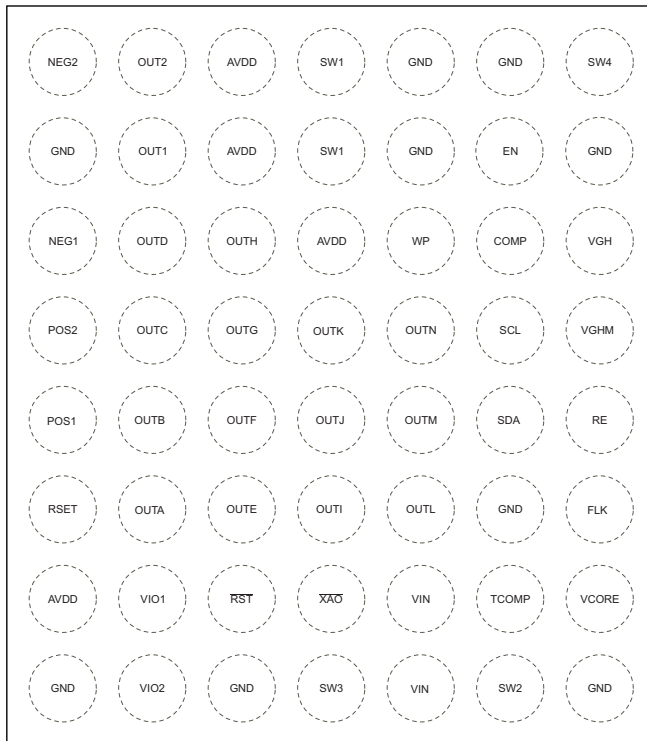 NEG2 OUT2 AVDD SW1 GND GND SW4
GND OUT1 AVDD SW1 GND EN GND
NEG1 OUTD OUTH AVDD WP COMP VGH
POS2 OUTC OUTG OUTK OUTN SCL VGHM
POS1 OUTB OUTF OUTJ OUTM SDA RE
RSET OUTA OUTE OUTI OUTL GND FLK
AVDD VIO1 RST XAO VIN TCOMP VCORE
GND VIO2 GND SW3 VIN SW2 GND